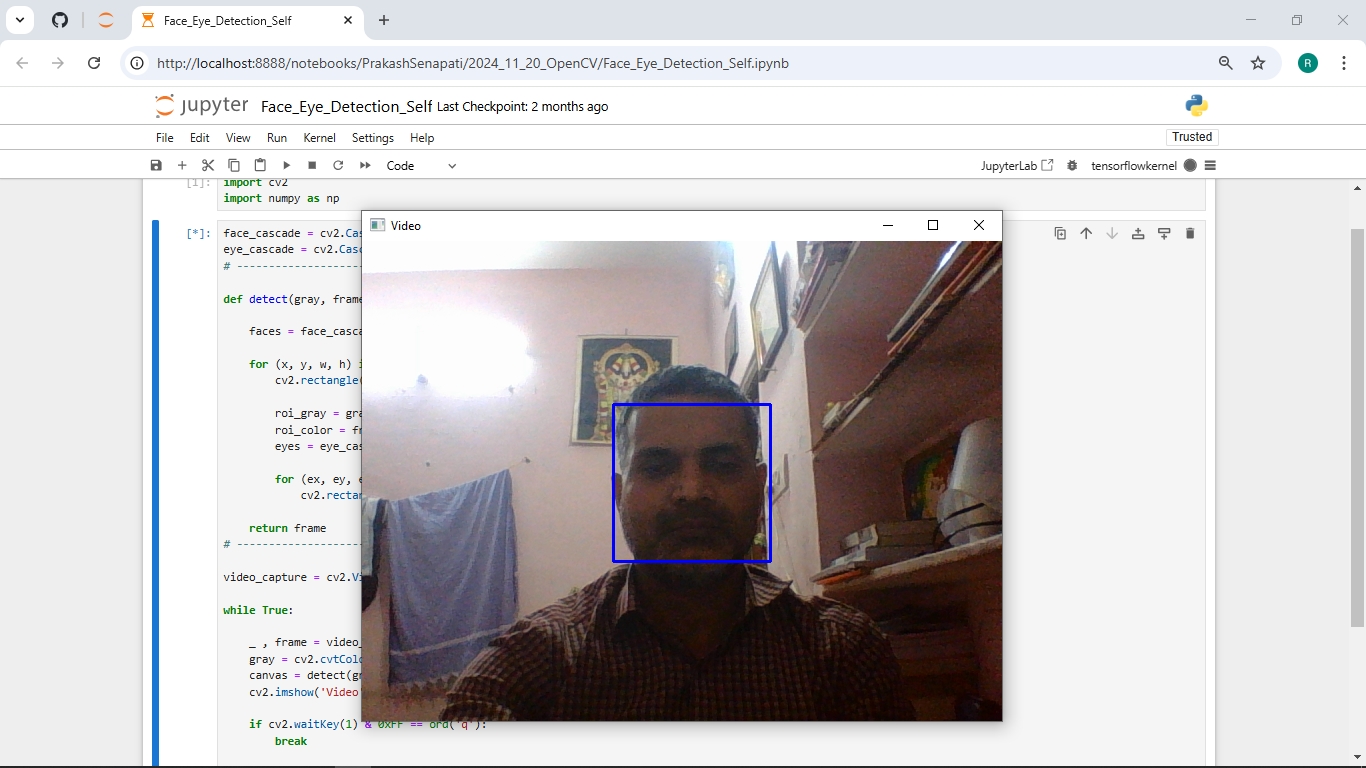 Face_Eye_Detection_Self
http://localhost:8888/notebooks/PrakashSenapati/2024_11_20_OpenCV/Face_Eye_Detection_Self.ipynb
R
jupyter Face_Eye_Detection_Self Last Checkpoint: 2 months ago
File Edit View Run Kernel Settings Help
Trusted
Code
JupyterLab
tensorflowkernel
[1]: import cv2
import numpy as np
Video
[*]: face_cascade = cv2.Cas
eye_cascade = cv2.Casc
# --------------------
def detect(gray, frame
faces = face_casca
for (x, y, w, h) i
cv2.rectangle(
roi_gray = gra
roi_color = fr
eyes = eye_cas
for (ex, ey, e
cv2.rectan
return frame
# --------------------
video_capture = cv2.Vi
while True:
_ , frame = video_
gray = cv2.cvtColo
canvas = detect(gr
cv2.imshow('Video'
if cv2.waitKey(1) & 0xFF == ord('q'):
break